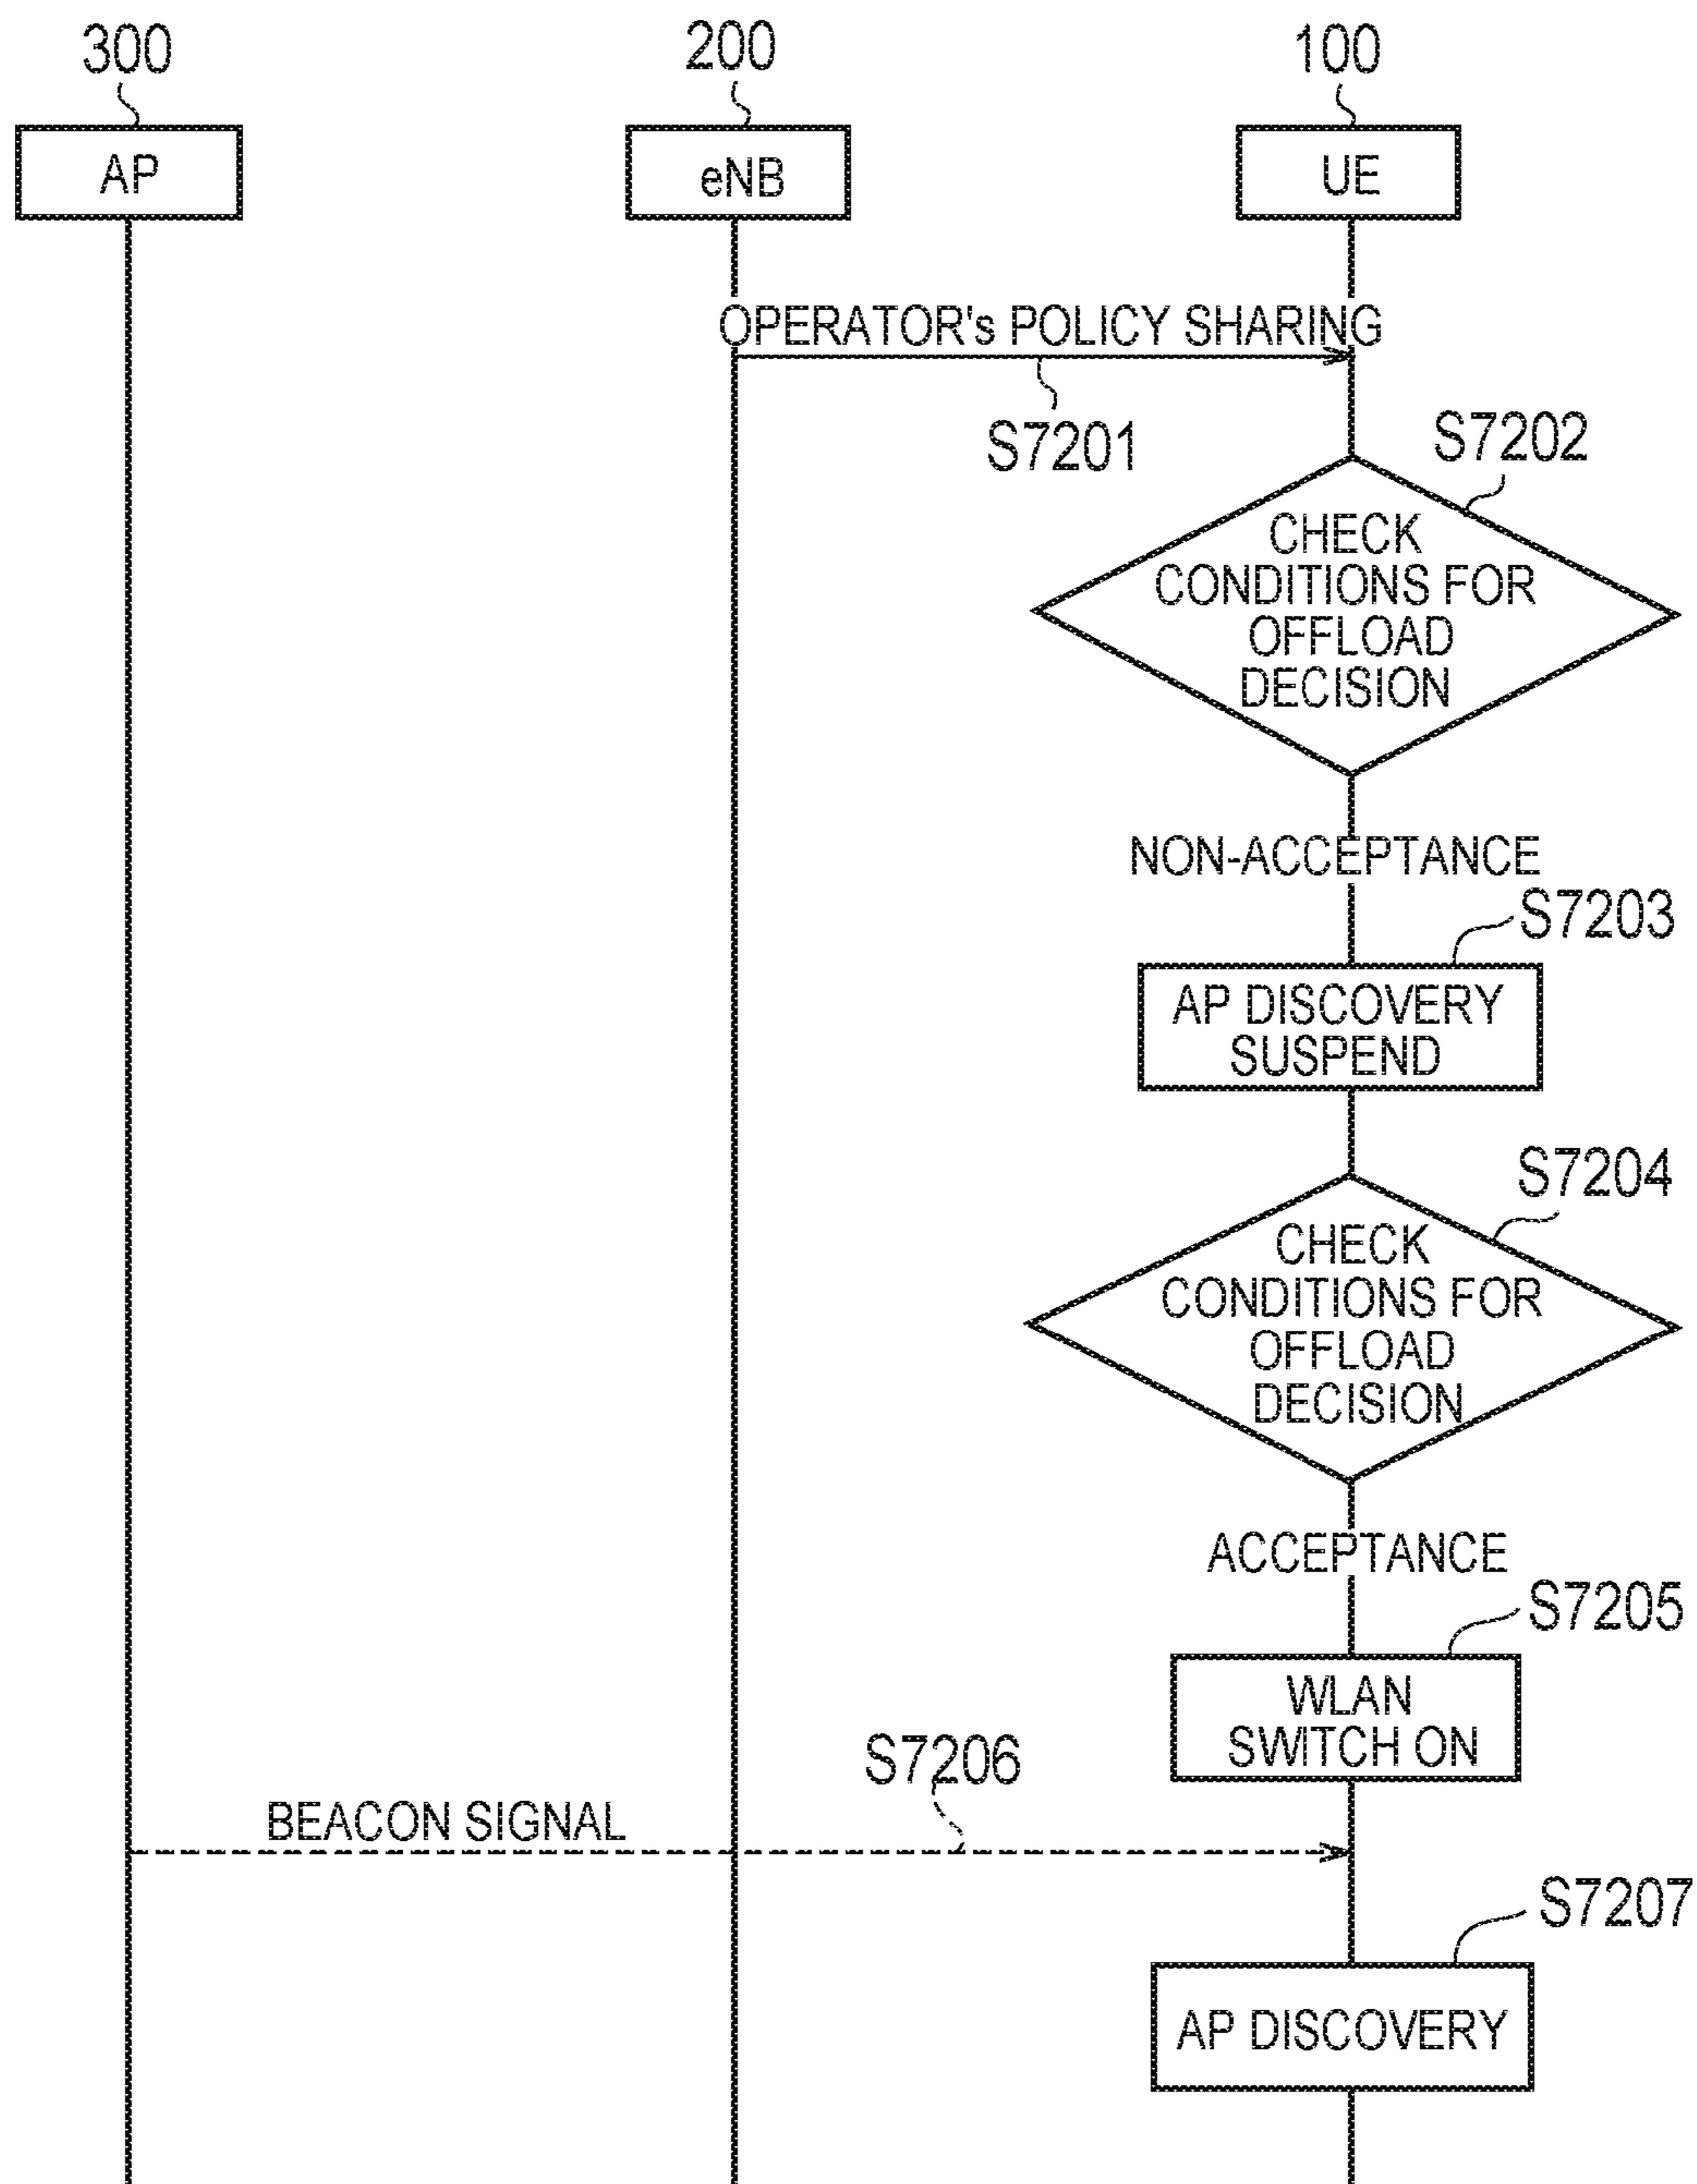 300
200
100
AP
eNB
UE
OPERATOR's POLICY SHARING
S7201
S7202
CHECK
CONDITIONS FOR
OFFLOAD
DECISION
NON-ACCEPTANCE
S7203
AP DISCOVERY
SUSPEND
S7204
CHECK
CONDITIONS FOR
OFFLOAD
DECISION
ACCEPTANCE
S7205
WLAN
SWITCH ON
S7206
BEACON SIGNAL
S7207
AP DISCOVERY